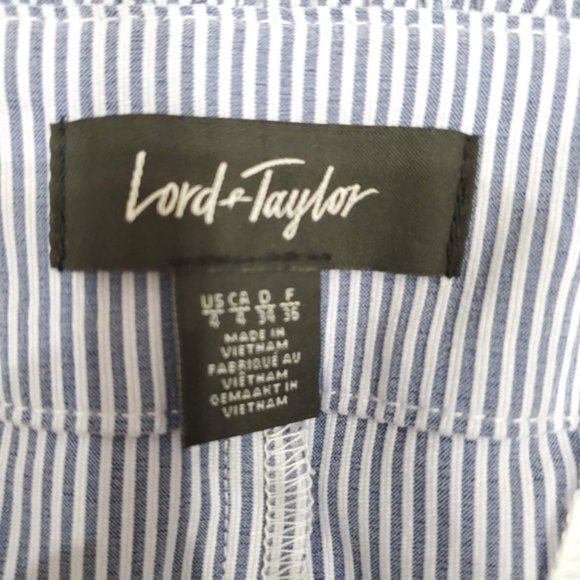 Lord & Taylor
US CA D F
4 4 34 36
MADE IN
VIETNAM
FABRIQUÉ AU
VIÊTNAM
GEMAAKT IN
VIETNAM